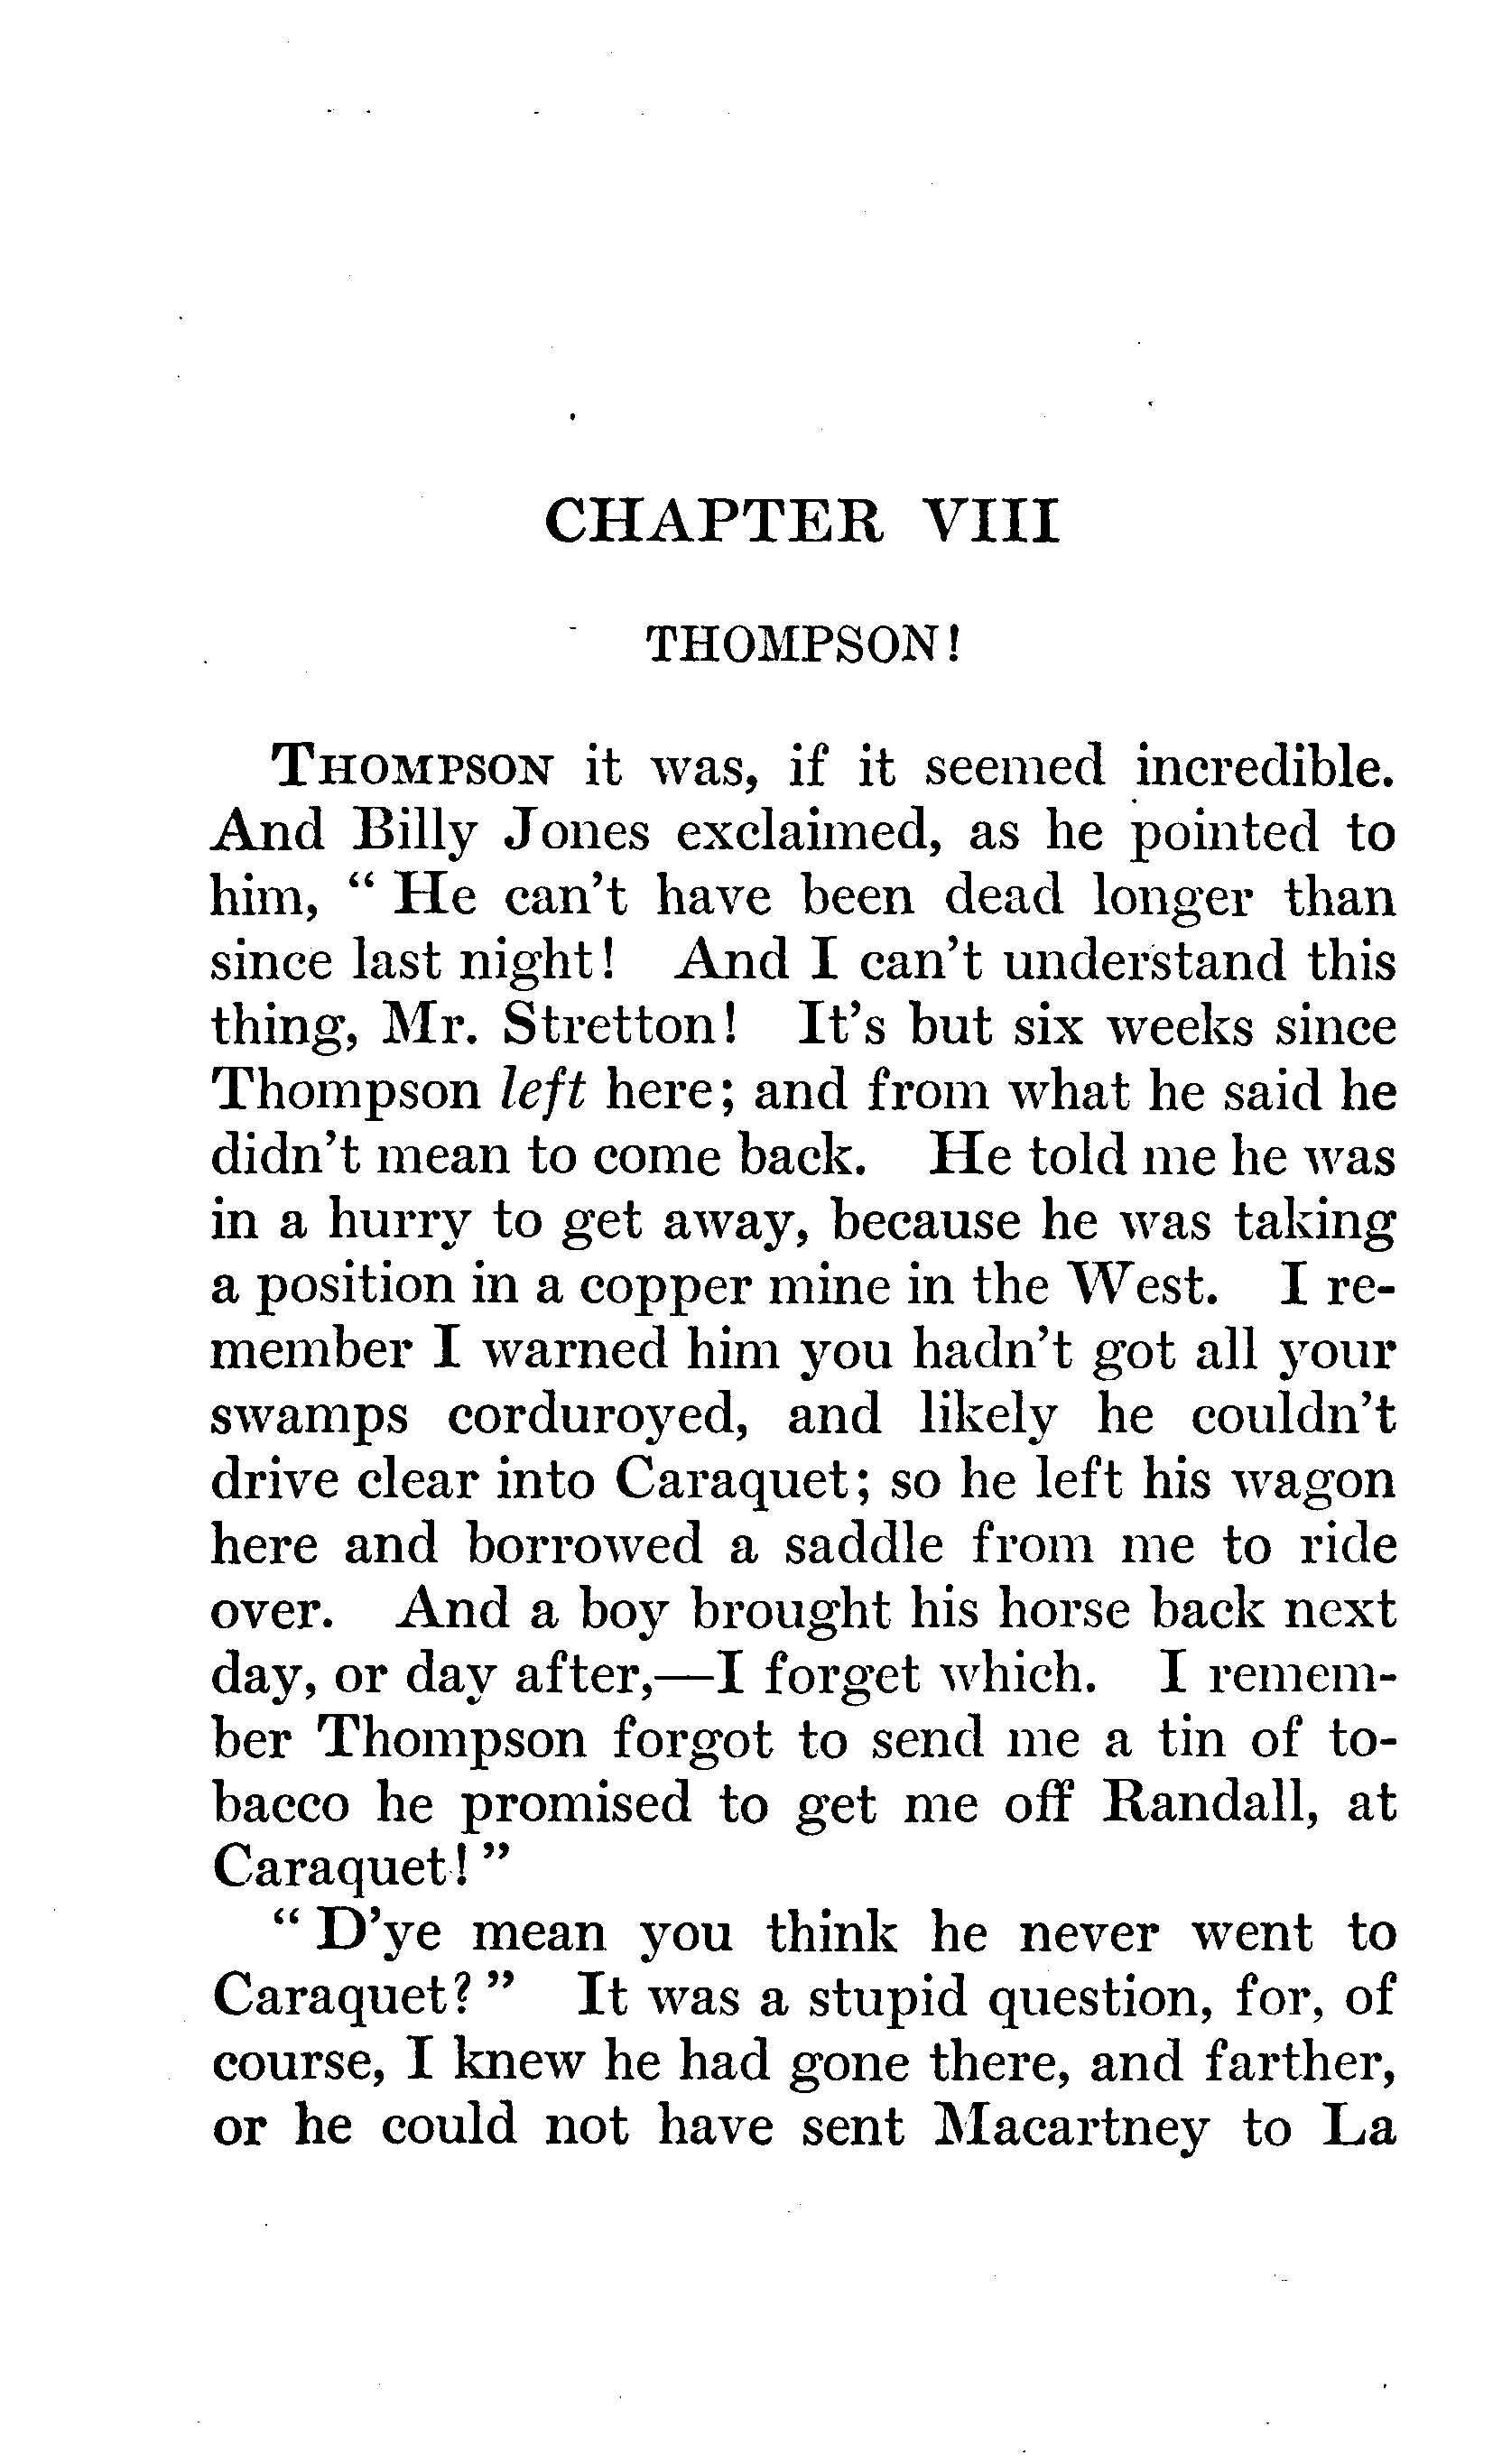 CHAPTER VIII
THOMPSON!
THOMPSON it was, if it seemed incredible.
And Billy Jones exclaimed, as he pointed to
him, “ He can't have been dead longer than
since last night! And I can't understand this
thing, Mr. Stretton! It's but six weeks since
Thompson left here; and from what he said he
didn't mean to come back. He told me he was
in a hurry to get away, because he was taking
a position in a copper mine in the West. I re-
member I warned him you hadn't got all your
swamps corduroyed, and likely he couldn't
drive clear into Caraquet; so he left his wagon
here and borrowed a saddle from me to ride
over. And a boy brought his horse back next
day, or day after,—I forget which. I remem-
ber Thompson forgot to send me a tin of to-
bacco he promised to get me off Randall, at
Caraquet! ”
“ D'ye mean you think he never went to
Caraquet? ” It was a stupid question, for, of
course, I knew he had gone there, and farther,
or he could not have sent Macartney to La